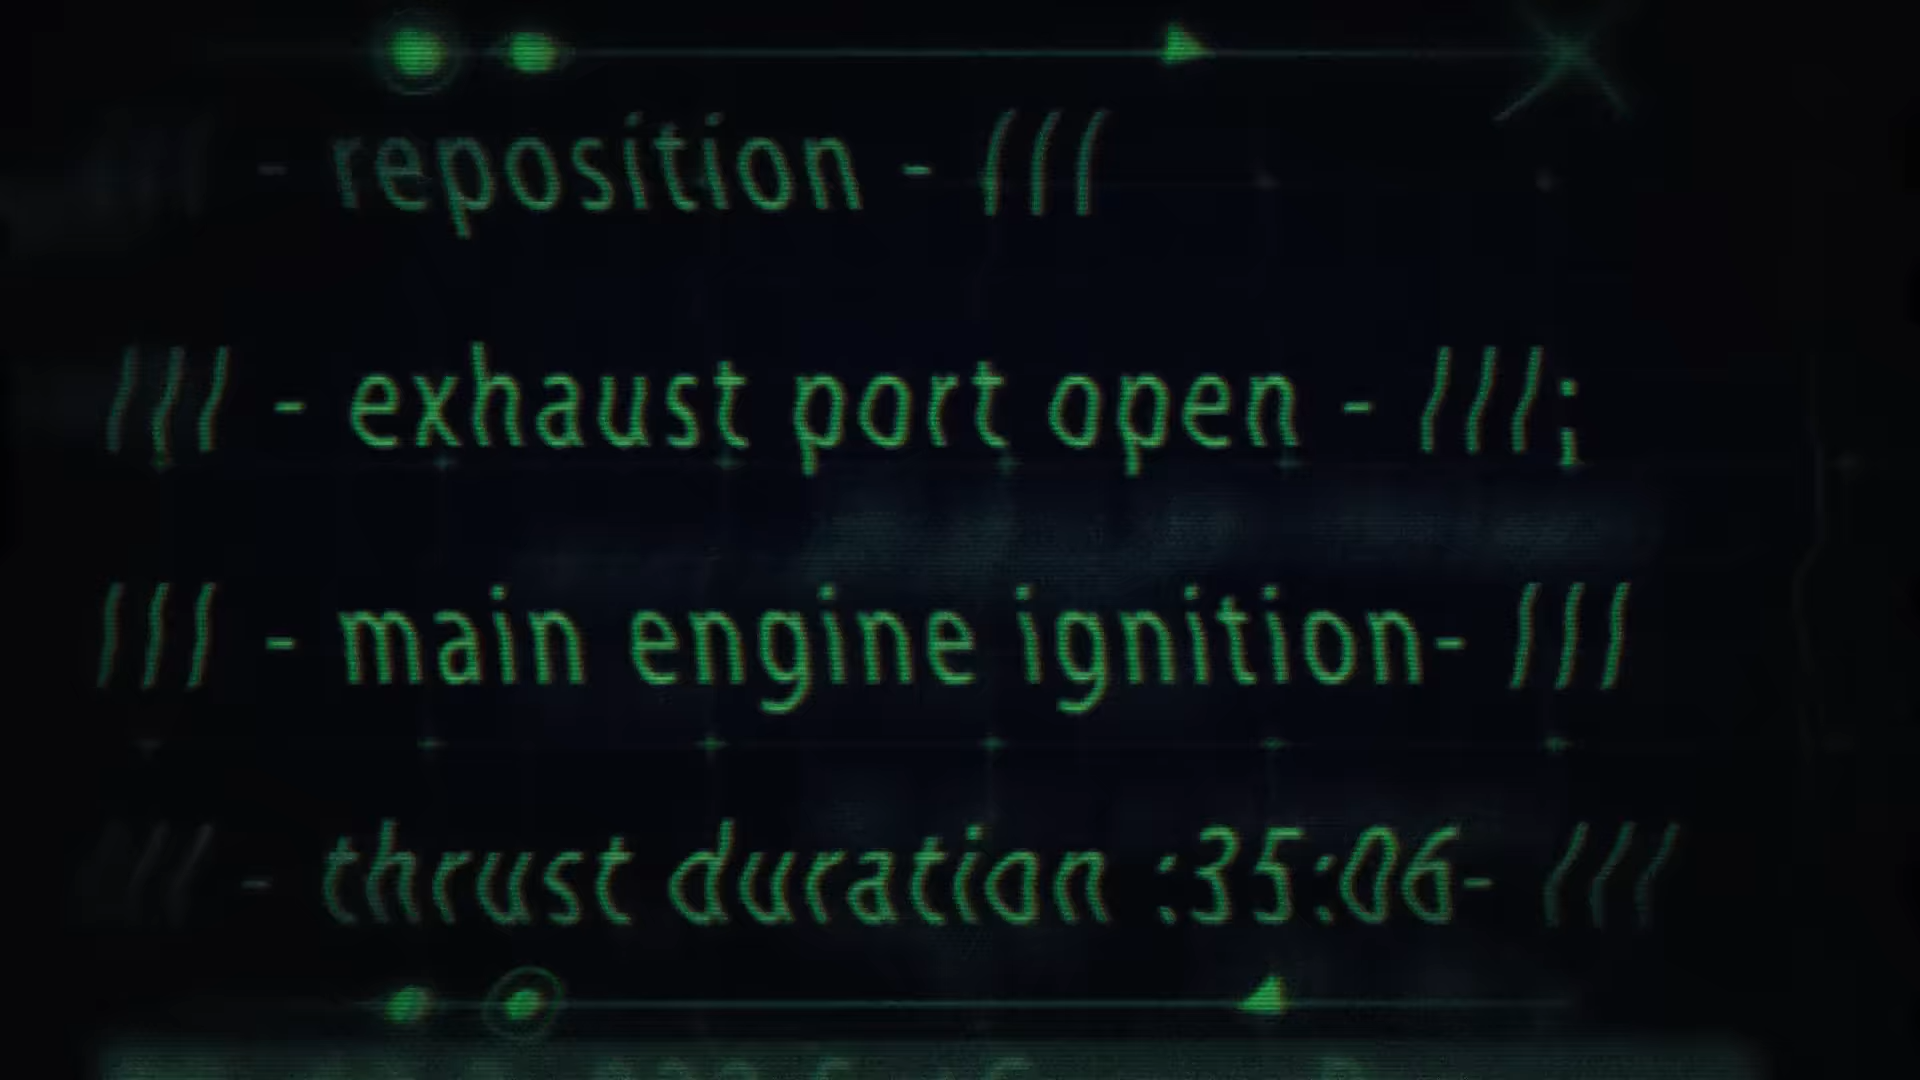 /// - reposition - ///
/// - exhaust port open - ///;
/// - main engine ignition- ///
/// - thrust duration :35:06- ///